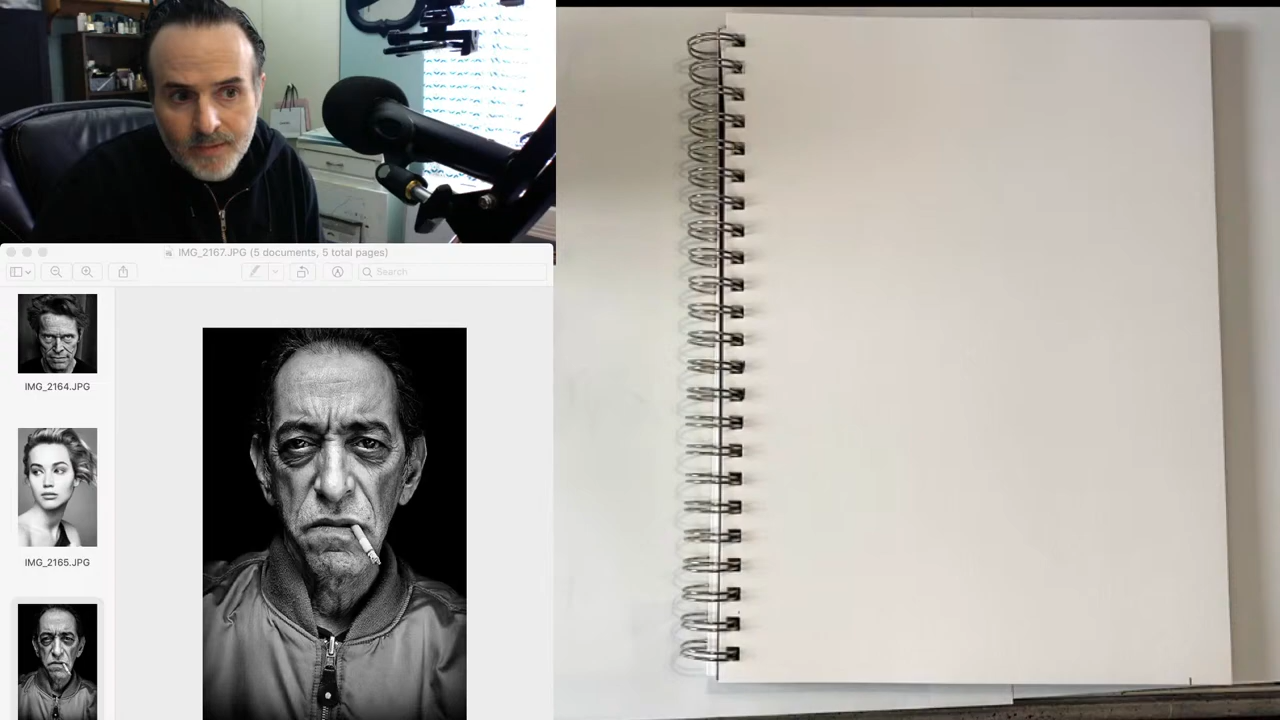 IMG_2167.JPG (5 documents, 5 total pages)
Search
IMG_2164.JPG
IMG_2165.JPG